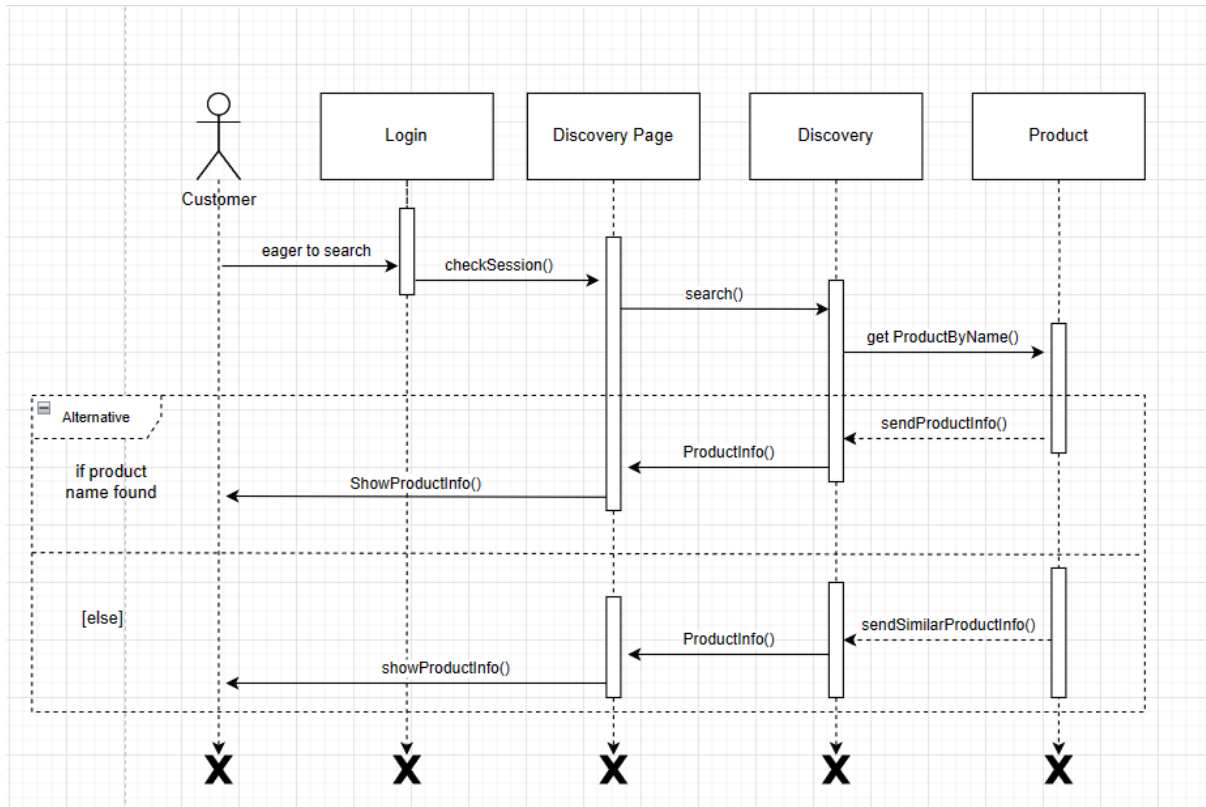 Customer
Login
Discovery Page
Discovery
Product
eager to search
checkSession()
search()
get ProductByName()
Alternative
if product
name found
sendProductInfo()
ProductInfo()
ShowProductInfo()
[else]
sendSimilarProductInfo()
ProductInfo()
showProductInfo()
X
X
X
X
X